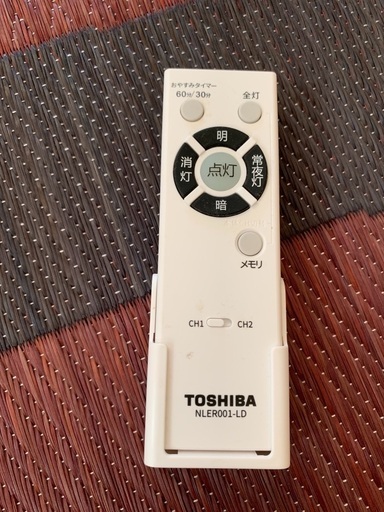 おやすみタイマー
60分/30分
全灯
明
消灯
点灯
常夜灯
暗
メモリ
CH1 CH2
TOSHIBA
NLER001-LD